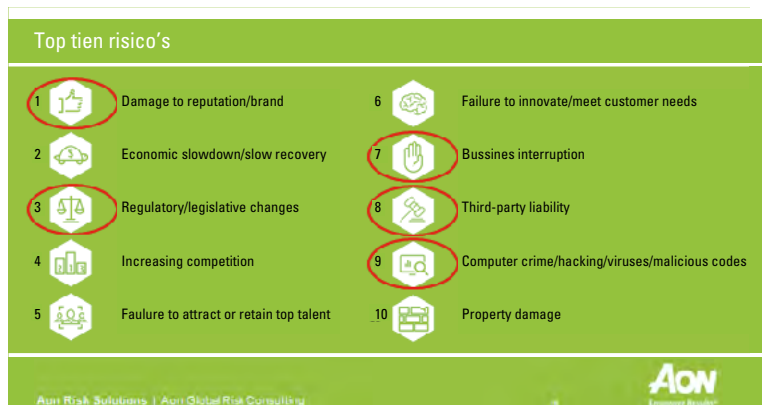 Top tien risico's
1 Damage to reputation/brand
2 Economic slowdown/slow recovery
3 Regulatory/legislative changes
4 Increasing competition
5 Faulure to attract or retain top talent
6 Failure to innovate/meet customer needs
7 Bussines interruption
8 Third-party liability
9 Computer crime/hacking/viruses/malicious codes
10 Property damage
Aon Risk Solutions | Aon Global Risk Consulting
AON
Empower Results®